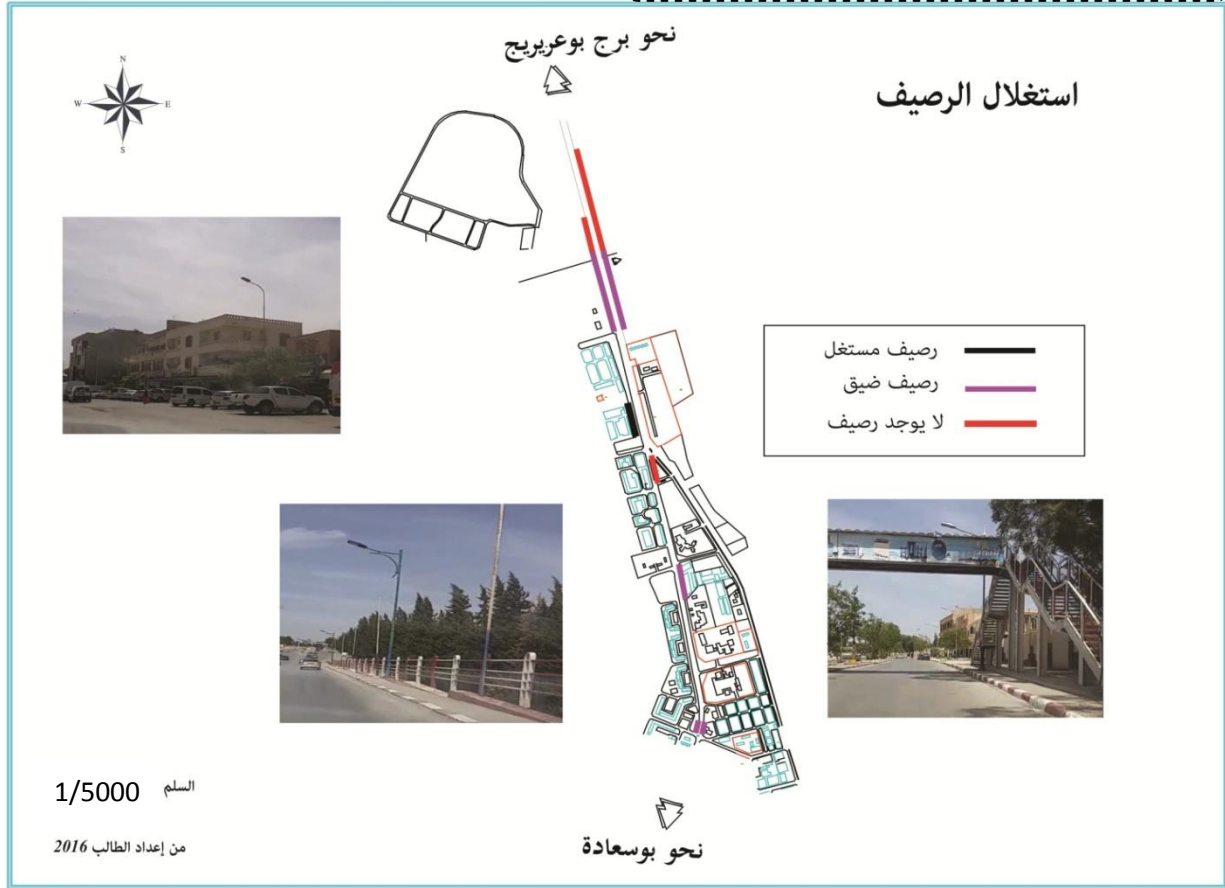 نحو برج بوعريريج
استغلال الرصيف
N
W
E
S
رصيف مستغل
رصيف ضيق
لا يوجد رصيف
السلم 1/5000
من إعداد الطالب 2016
نحو بوسعادة